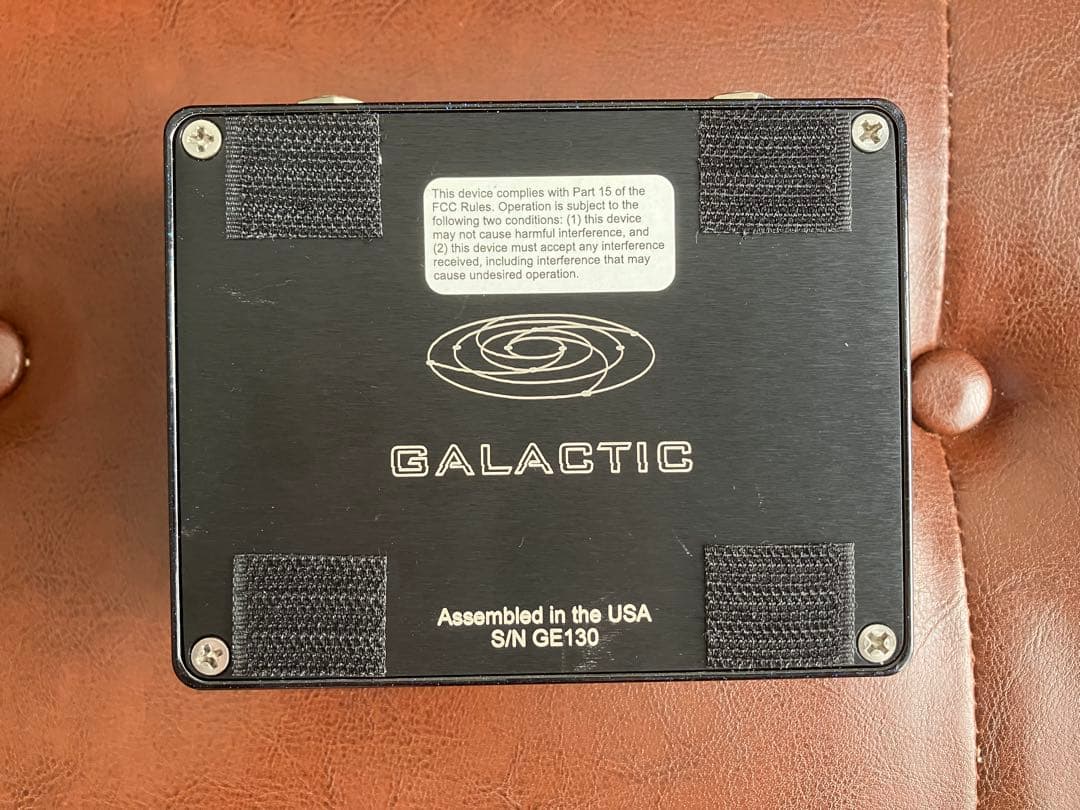 This device complies with Part 15 of the
FCC Rules. Operation is subject to the
following two conditions: (1) this device
may not cause harmful interference, and
(2) this device must accept any interference
received, including interference that may
cause undesired operation.
GALACTIC
Assembled in the USA
S/N GE130